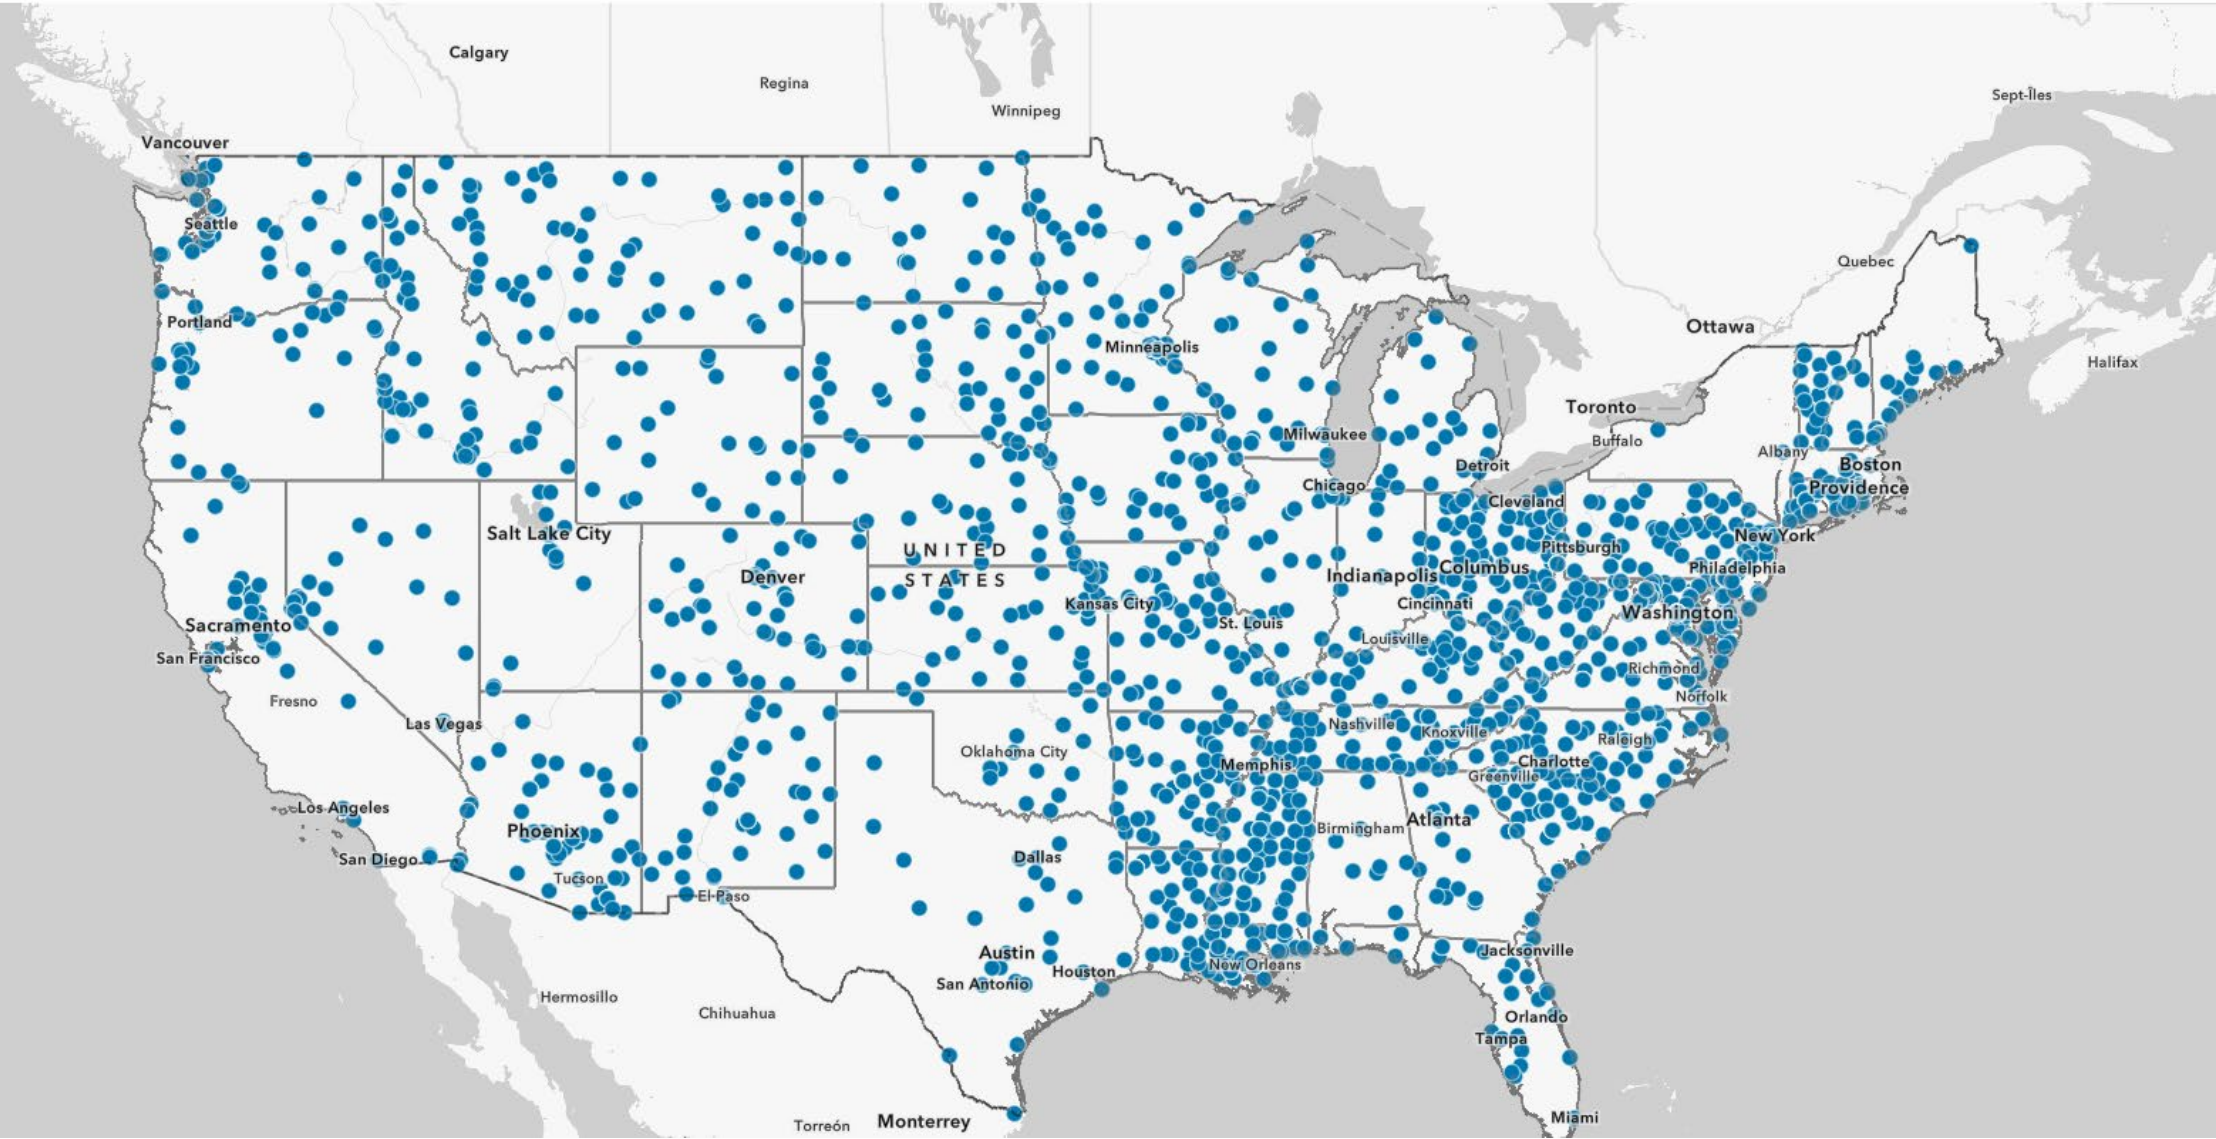 Calgary
Regina
Winnipeg
Sept-Îles
Vancouver
Seattle
Quebec
Ottawa
Portland
Minneapolis
Halifax
Toronto
Milwaukee
Buffalo
Albany
Detroit
Boston
Chicago
Cleveland
Providence
Salt Lake City
New York
UNITED
STATES
Pittsburgh
Denver
Indianapolis
Columbus
Philadelphia
Kansas City
Cincinnati
Washington
Sacramento
St. Louis
Louisville
San Francisco
Richmond
Fresno
Norfolk
Las Vegas
Nashville
Knoxville
Raleigh
Oklahoma City
Memphis
Charlotte
Greenville
Los Angeles
Phoenix
Birmingham
Atlanta
San Diego
Dallas
Tucson
El Paso
Austin
Jacksonville
Houston
New Orleans
San Antonio
Hermosillo
Chihuahua
Orlando
Tampa
Torreón
Monterrey
Miami